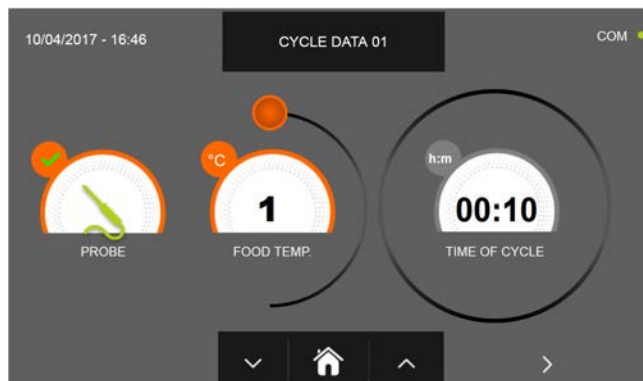 10/04/2017 - 16:46
CYCLE DATA 01
COM
°C
h:m
1
00:10
PROBE
FOOD TEMP.
TIME OF CYCLE